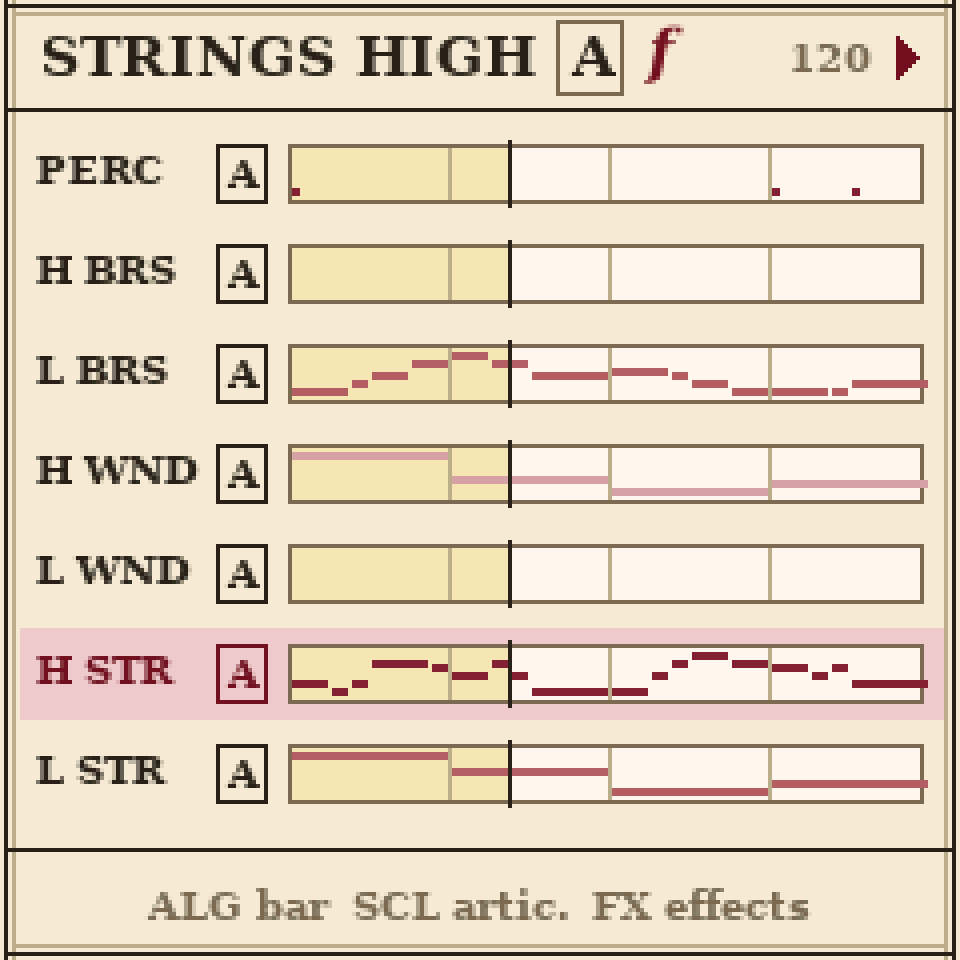 STRINGS HIGH A f 120
PERC A
H BRS A
L BRS A
H WND A
L WND A
H STR A
L STR A
ALG bar SCL artic. FX effects